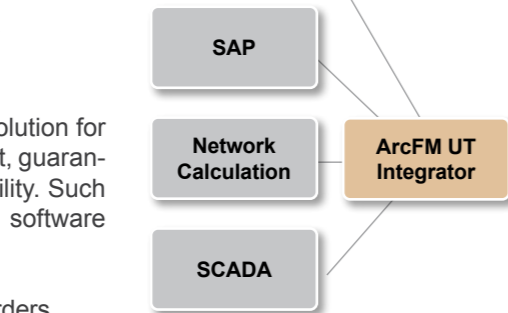 olution for
t, guaran-
ility. Such
software
rders
SAP
Network
Calculation
SCADA
ArcFM UT
Integrator